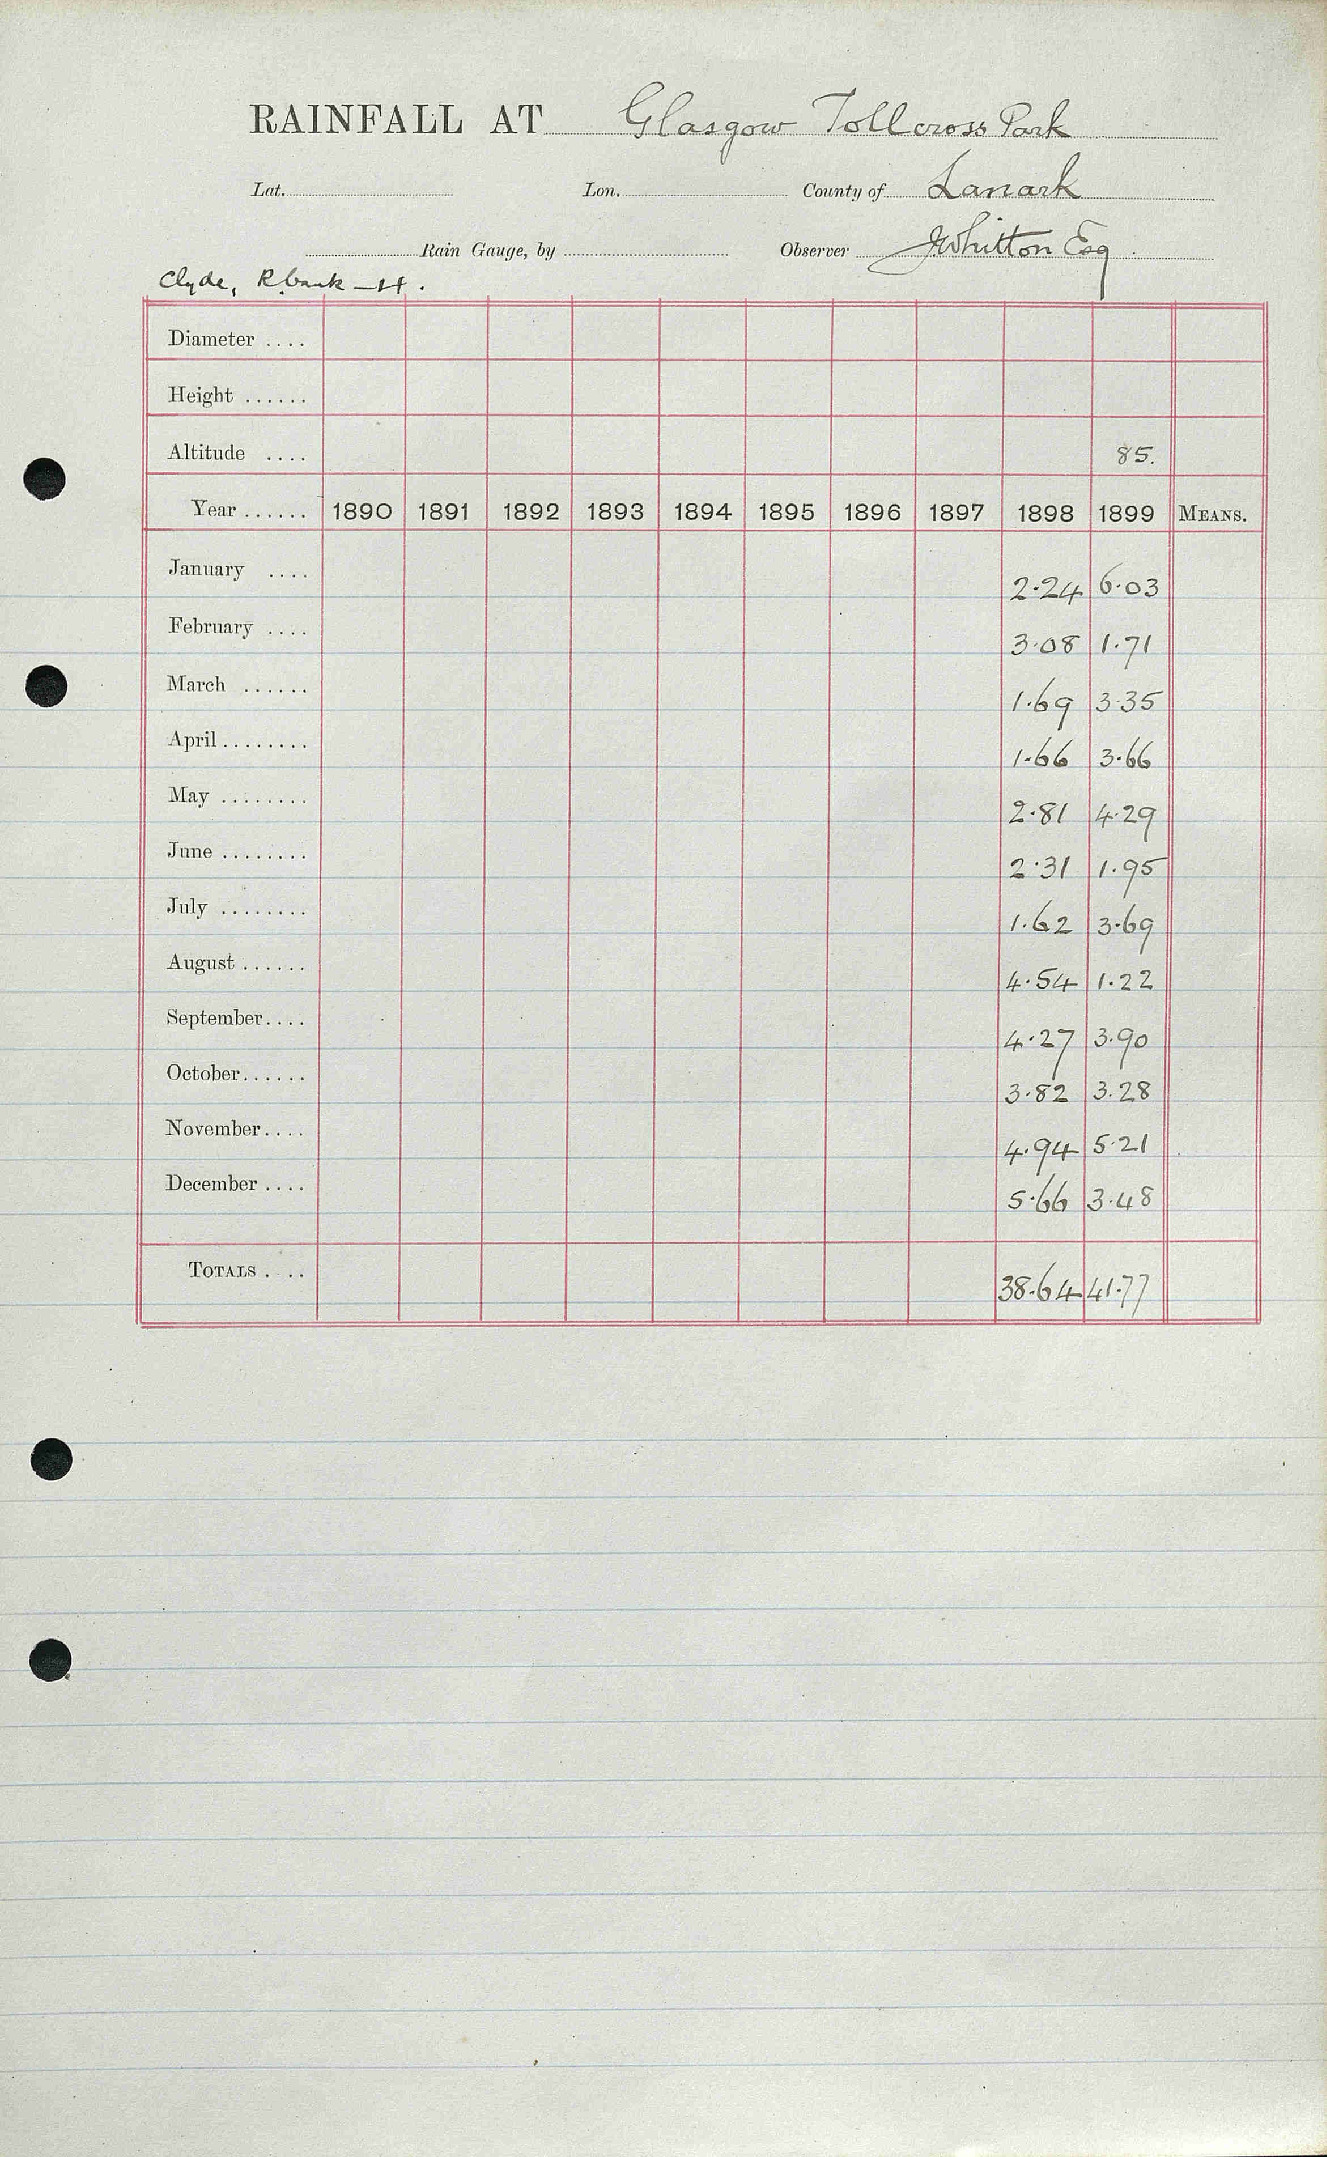 RAINFALL AT Glasgow Tollcross Park
Lat. Lon. County of Lanark
Rain Gauge, by Observer J Whitton Esq
Clyde, R. bank – H.
Diameter ....
Height ......
Altitude .... 85.
Year ...... 1890 1891 1892 1893 1894 1895 1896 1897 1898 1899 MEANS.
January .... 2.24 6.03
February .... 3.08 1.71
March ...... 1.69 3.35
April ........ 1.66 3.66
May ........ 2.81 4.29
June ........ 2.31 1.95
July ........ 1.62 3.69
August ...... 4.54 1.22
September .... 4.27 3.90
October ...... 3.82 3.28
November .... 4.94 5.21
December .... 5.66 3.48
TOTALS . .. 38.64 41.77